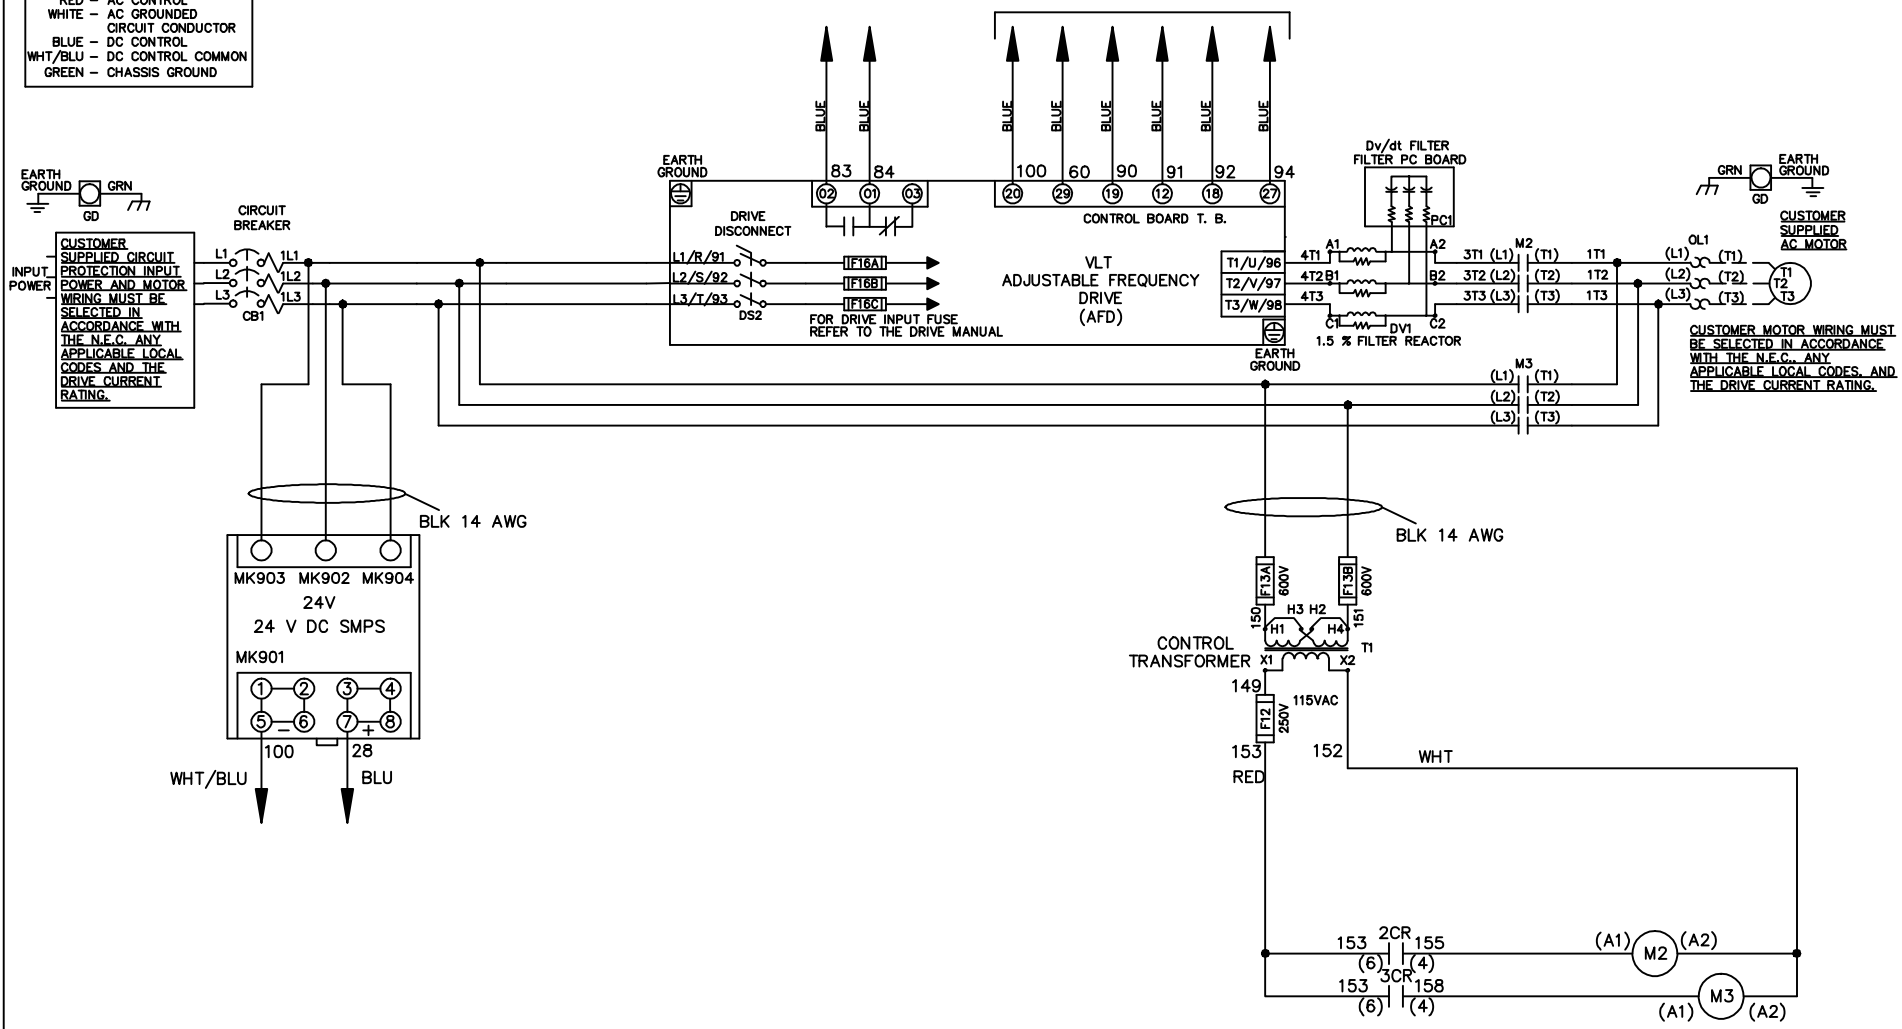 RED – AC CONTROL
WHITE – AC GROUNDED
CIRCUIT CONDUCTOR
BLUE – DC CONTROL
WHT/BLU – DC CONTROL COMMON
GREEN – CHASSIS GROUND
BLUE
BLUE
BLUE
BLUE
BLUE
BLUE
BLUE
BLUE
EARTH
GROUND
GRN
GD
CIRCUIT
BREAKER
CUSTOMER
SUPPLIED CIRCUIT
PROTECTION INPUT
POWER AND MOTOR
WIRING MUST BE
SELECTED IN
ACCORDANCE WITH
THE N.E.C. ANY
APPLICABLE LOCAL
CODES AND THE
DRIVE CURRENT
RATING.
INPUT
POWER
L1 1L1
L2 1L2
L3 1L3
CB1
EARTH
GROUND
83 84
02 01 03
100 60 90 91 92 94
20 29 19 12 18 27
CONTROL BOARD T. B.
DRIVE
DISCONNECT
L1/R/91
L2/S/92
L3/T/93
DS2
F16A
F16B
F16C
FOR DRIVE INPUT FUSE
REFER TO THE DRIVE MANUAL
VLT
ADJUSTABLE FREQUENCY
DRIVE
(AFD)
T1/U/96
T2/V/97
T3/W/98
EARTH
GROUND
4T1
4T2
4T3
A1 A2
B1 B2
C1 C2
DV1
1.5 % FILTER REACTOR
Dv/dt FILTER
FILTER PC BOARD
PC1
M2
3T1 (L1) (T1) 1T1
3T2 (L2) (T2) 1T2
3T3 (L3) (T3) 1T3
OL1
(L1) (T1)
(L2) (T2)
(L3) (T3)
T1
T2
T3
GRN
EARTH
GROUND
GD
CUSTOMER
SUPPLIED
AC MOTOR
CUSTOMER MOTOR WIRING MUST
BE SELECTED IN ACCORDANCE
WITH THE N.E.C., ANY
APPLICABLE LOCAL CODES, AND
THE DRIVE CURRENT RATING.
M3
(L1) (T1)
(L2) (T2)
(L3) (T3)
BLK 14 AWG
MK903 MK902 MK904
24V
24 V DC SMPS
MK901
1 2 3 4
5 6 7 8
– +
100 28
WHT/BLU BLU
BLK 14 AWG
F13A
600V
F13B
600V
150
151
H3 H2
H1 H4
T1
CONTROL
TRANSFORMER
X1 X2
149
115VAC
F12
250V
153 152
RED
WHT
2CR
153 155
(6) (4)
(A1) M2 (A2)
3CR
153 158
(6) (4)
(A1) M3 (A2)